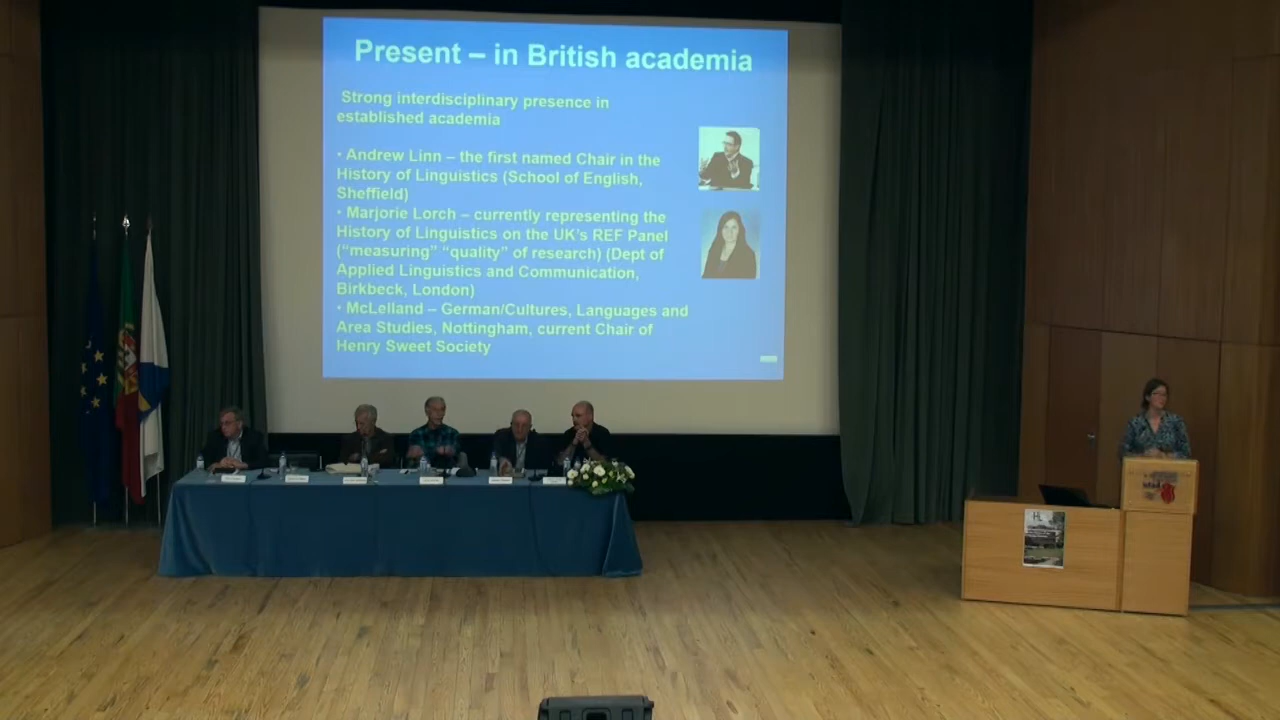 Present – in British academia
Strong interdisciplinary presence in
established academia
• Andrew Linn – the first named Chair in the
History of Linguistics (School of English,
Sheffield)
• Marjorie Lorch – currently representing the
History of Linguistics on the UK's REF Panel
("measuring" "quality" of research) (Dept of
Applied Linguistics and Communication,
Birkbeck, London)
• McLelland – German/Cultures, Languages and
Area Studies, Nottingham, current Chair of
Henry Sweet Society
utad